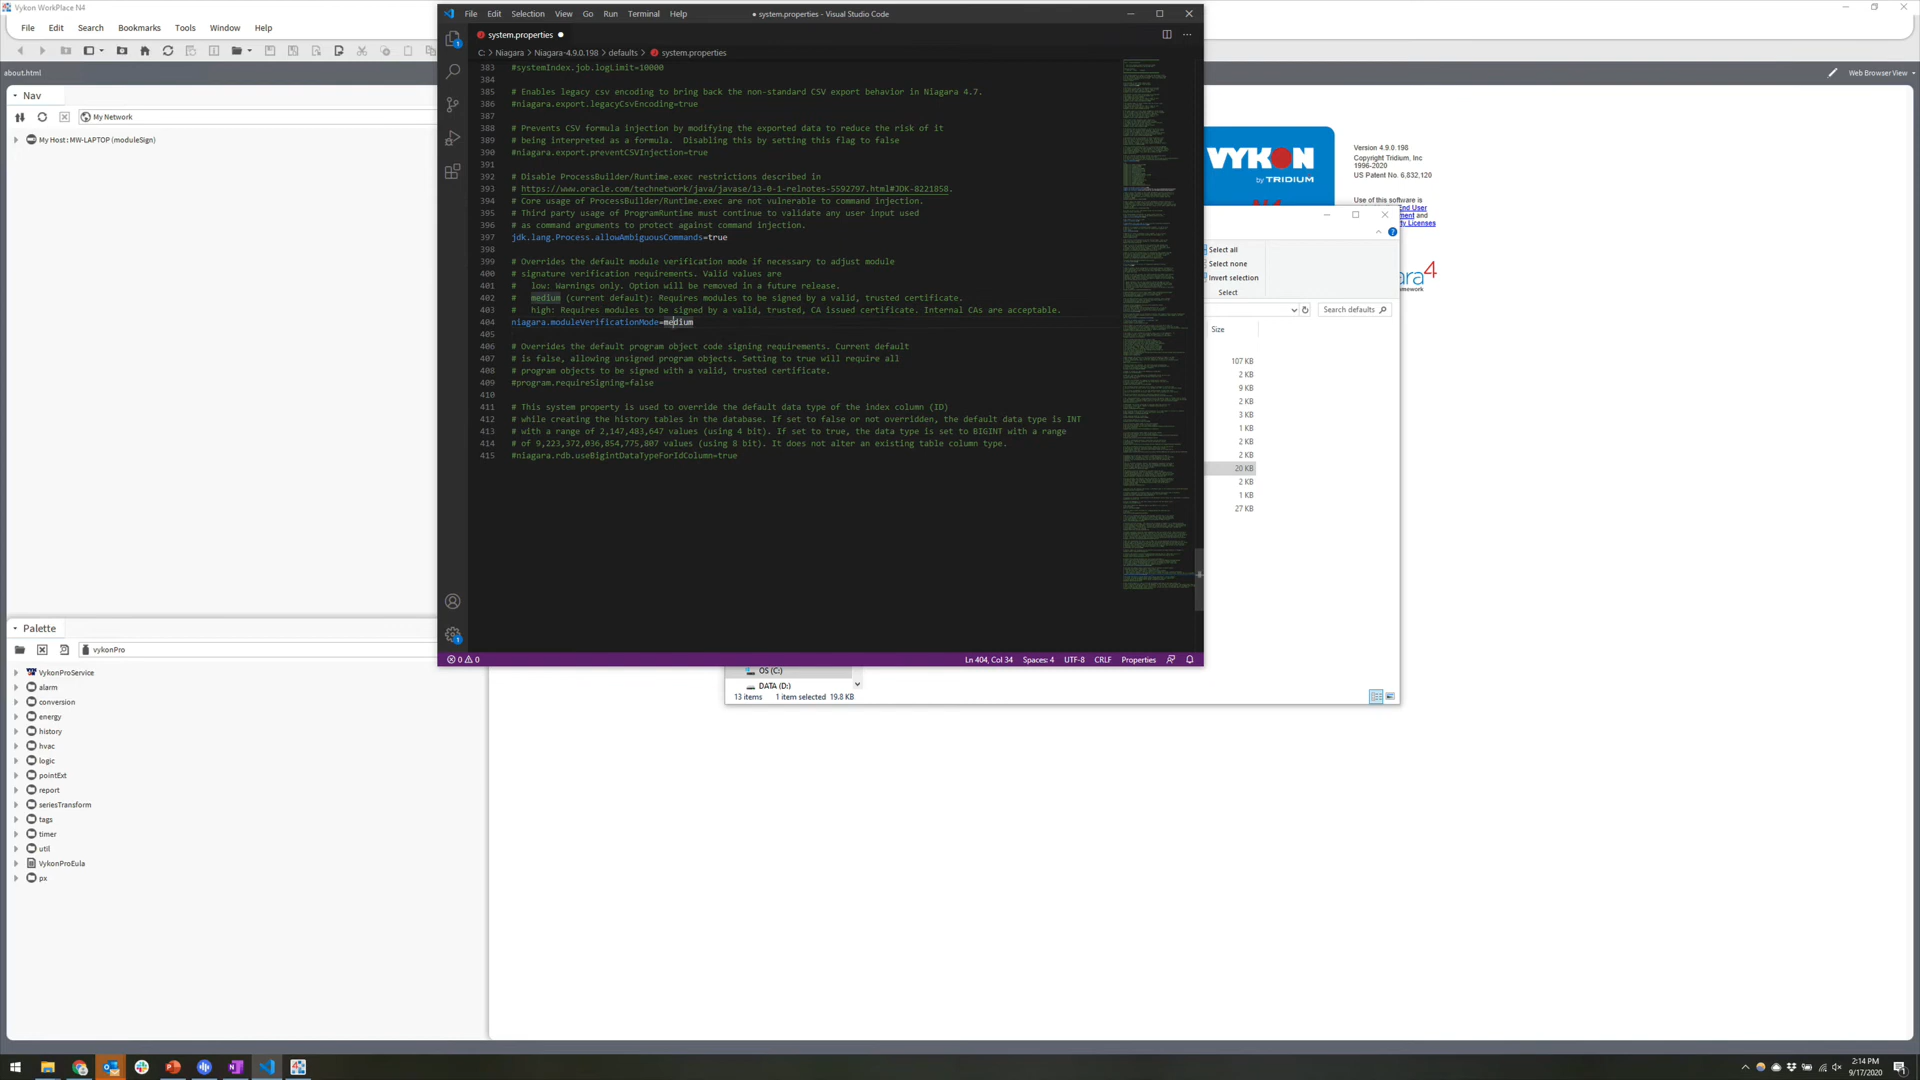 Vykon WorkPlace N4
File Edit Search Bookmarks Tools Window Help
about.html
Web Browser View
Nav
My Network
My Host : MW-LAPTOP (moduleSign)
Palette
vykonPro
VykonProService
alarm
conversion
energy
history
hvac
logic
pointExt
report
seriesTransform
tags
timer
util
VykonProEula
px
File Edit Selection View Go Run Terminal Help
● system.properties - Visual Studio Code
system.properties
C: > Niagara > Niagara-4.9.0.198 > defaults > system.properties
383 #systemIndex.job.logLimit=10000
384
385 # Enables legacy csv encoding to bring back the non-standard CSV export behavior in Niagara 4.7.
386 #niagara.export.legacyCsvEncoding=true
387
388 # Prevents CSV formula injection by modifying the exported data to reduce the risk of it
389 # being interpreted as a formula.  Disabling this by setting this flag to false
390 #niagara.export.preventCSVInjection=true
391
392 # Disable ProcessBuilder/Runtime.exec restrictions described in
393 # https://www.oracle.com/technetwork/java/javase/13-0-1-relnotes-5592797.html#JDK-8221858.
394 # Core usage of ProcessBuilder/Runtime.exec are not vulnerable to command injection.
395 # Third party usage of ProgramRuntime must continue to validate any user input used
396 # as command arguments to protect against command injection.
397 jdk.lang.Process.allowAmbiguousCommands=true
398
399 # Overrides the default module verification mode if necessary to adjust module
400 # signature verification requirements. Valid values are
401 #   low: Warnings only. Option will be removed in a future release.
402 #   medium (current default): Requires modules to be signed by a valid, trusted certificate.
403 #   high: Requires modules to be signed by a valid, trusted, CA issued certificate. Internal CAs are acceptable.
404 niagara.moduleVerificationMode=medium
405
406 # Overrides the default program object code signing requirements. Current default
407 # is false, allowing unsigned program objects. Setting to true will require all
408 # program objects to be signed with a valid, trusted certificate.
409 #program.requireSigning=false
410
411 # This system property is used to override the default data type of the index column (ID)
412 # while creating the history tables in the database. If set to false or not overridden, the default data type is INT
413 # with a range of 2,147,483,647 values (using 4 bit). If set to true, the data type is set to BIGINT with a range
414 # of 9,223,372,036,854,775,807 values (using 8 bit). It does not alter an existing table column type.
415 #niagara.rdb.useBigintDataTypeForIdColumn=true
0 0
Ln 404, Col 34 Spaces: 4 UTF-8 CRLF Properties
VYKON
by TRIDIUM
Version 4.9.0.198
Copyright Tridium, Inc
1996-2020
US Patent No. 6,832,120
Use of this software is
End User
ment and
y Licenses
Select all
Select none
Invert selection
Select
Search defaults
Size
107 KB
2 KB
9 KB
2 KB
3 KB
1 KB
2 KB
2 KB
20 KB
2 KB
1 KB
27 KB
OS (C:)
DATA (D:)
13 items 1 item selected 19.8 KB
2:14 PM
9/17/2020